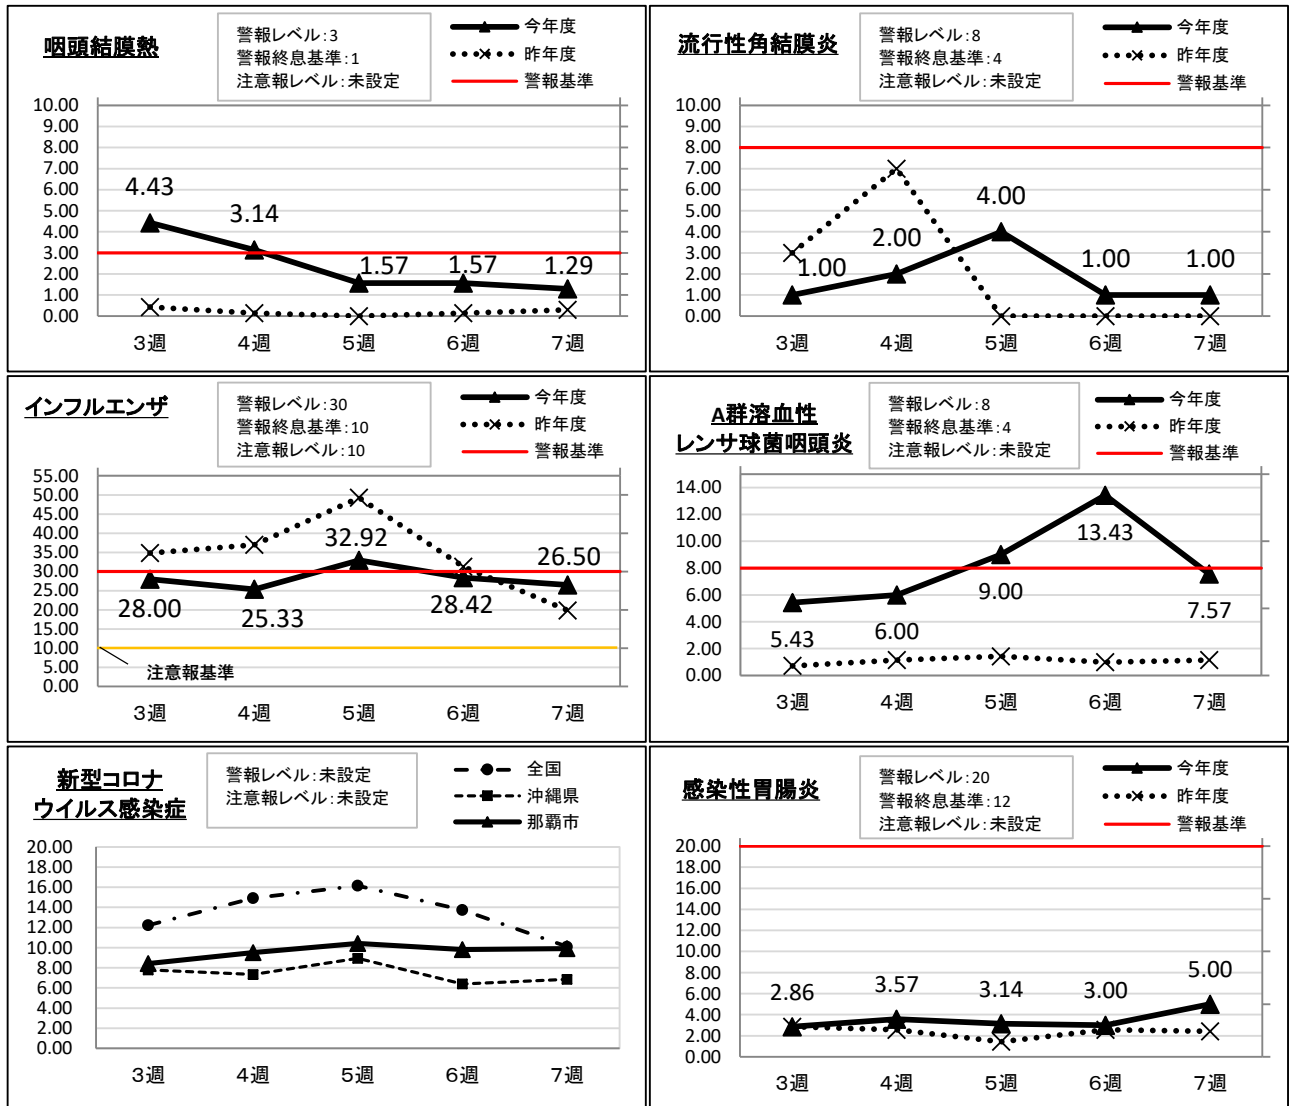 咽頭結膜熱
警報レベル:3
警報終息基準:1
注意報レベル:未設定
今年度
昨年度
警報基準
10.00
9.00
8.00
7.00
6.00
5.00
4.00
3.00
2.00
1.00
0.00
4.43
3.14
1.57
1.57
1.29
3週
4週
5週
6週
7週
流行性角結膜炎
警報レベル:8
警報終息基準:4
注意報レベル:未設定
今年度
昨年度
警報基準
10.00
9.00
8.00
7.00
6.00
5.00
4.00
3.00
2.00
1.00
0.00
1.00
2.00
4.00
1.00
1.00
3週
4週
5週
6週
7週
インフルエンザ
警報レベル:30
警報終息基準:10
注意報レベル:10
今年度
昨年度
警報基準
55.00
50.00
45.00
40.00
35.00
30.00
25.00
20.00
15.00
10.00
5.00
0.00
28.00
25.33
32.92
28.42
26.50
注意報基準
3週
4週
5週
6週
7週
A群溶血性
レンサ球菌咽頭炎
警報レベル:8
警報終息基準:4
注意報レベル:未設定
今年度
昨年度
警報基準
14.00
12.00
10.00
8.00
6.00
4.00
2.00
0.00
5.43
6.00
9.00
13.43
7.57
3週
4週
5週
6週
7週
新型コロナ
ウイルス感染症
警報レベル:未設定
注意報レベル:未設定
全国
沖縄県
那覇市
20.00
18.00
16.00
14.00
12.00
10.00
8.00
6.00
4.00
2.00
0.00
3週
4週
5週
6週
7週
感染性胃腸炎
警報レベル:20
警報終息基準:12
注意報レベル:未設定
今年度
昨年度
警報基準
20.00
18.00
16.00
14.00
12.00
10.00
8.00
6.00
4.00
2.00
0.00
2.86
3.57
3.14
3.00
5.00
3週
4週
5週
6週
7週